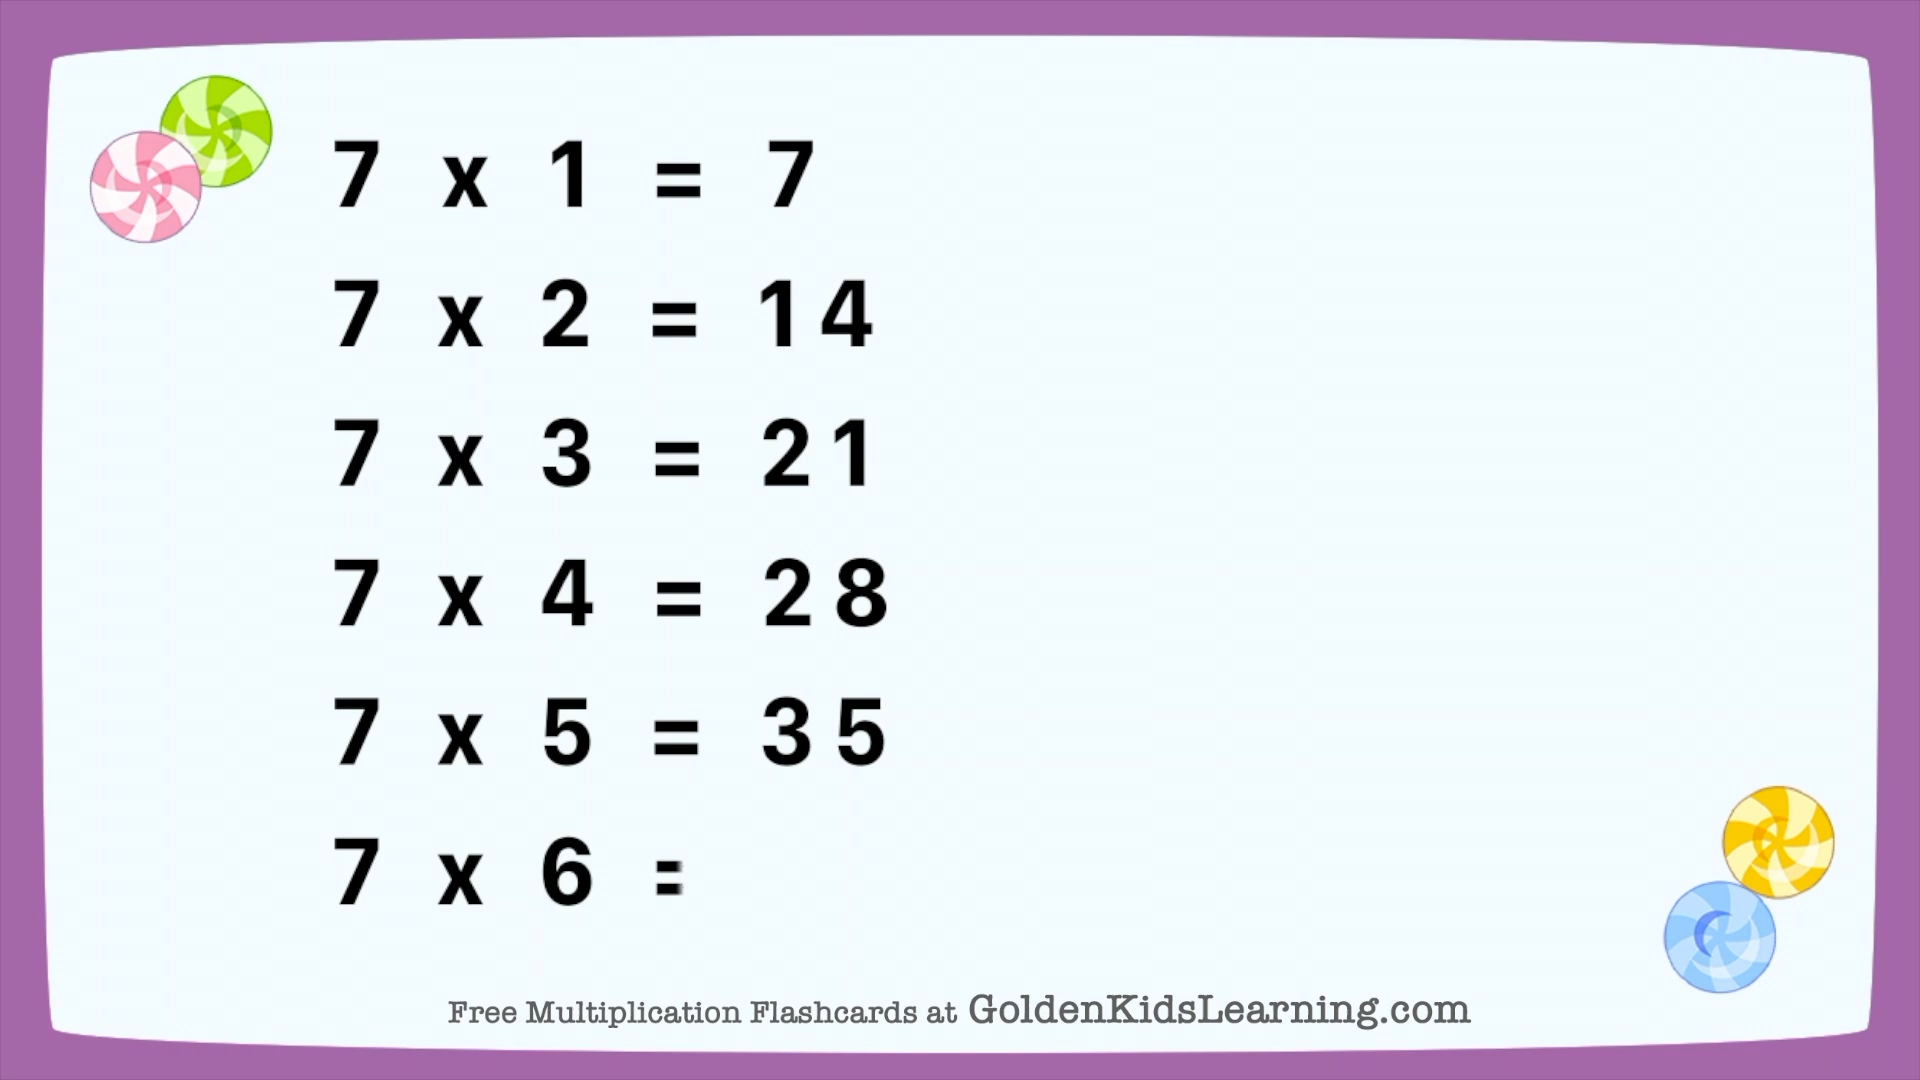 7 x 1 = 7
7 x 2 = 14
7 x 3 = 21
7 x 4 = 28
7 x 5 = 35
7 x 6 =
Free Multiplication Flashcards at GoldenKidsLearning.com